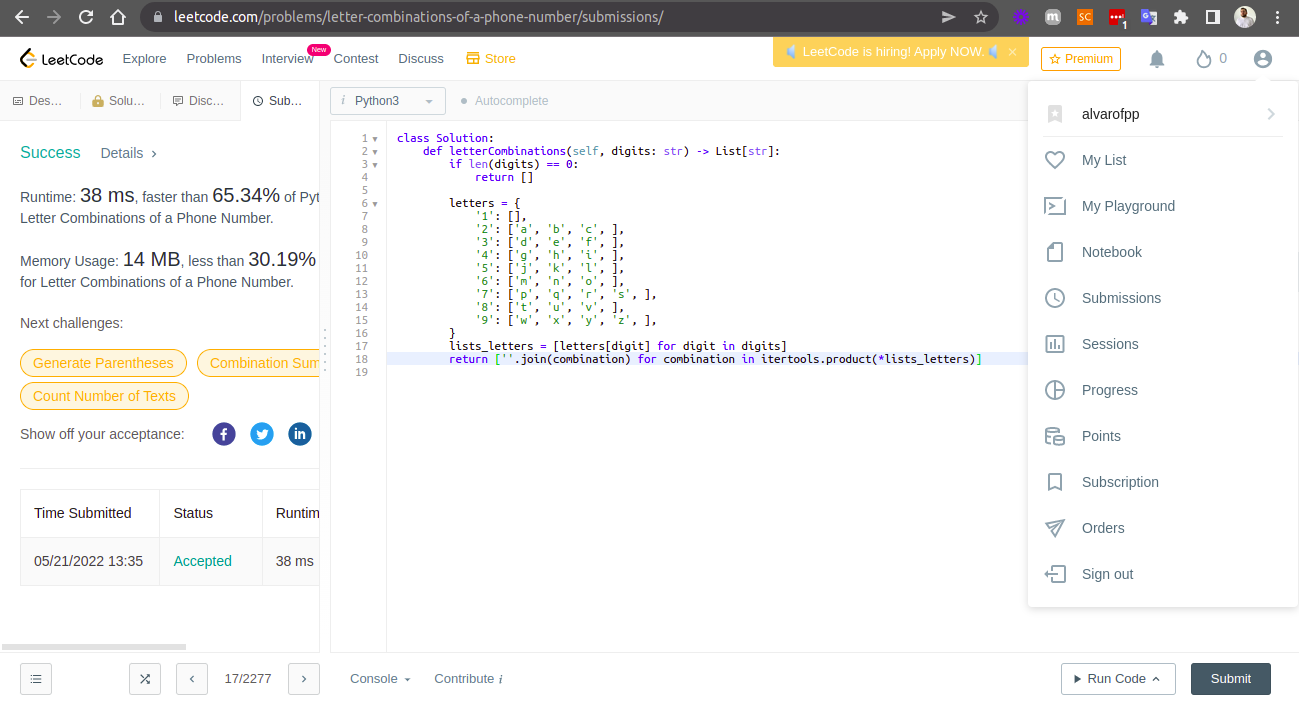 leetcode.com/problems/letter-combinations-of-a-phone-number/submissions/
SC
1
LeetCode
Explore
Problems
Interview
New
Contest
Discuss
Store
LeetCode is hiring! Apply NOW.
Premium
0
Des...
Solu...
Disc...
Sub...
i Python3
Autocomplete
Success
Details
Runtime: 38 ms, faster than 65.34% of Pyt
Letter Combinations of a Phone Number.
Memory Usage: 14 MB, less than 30.19%
for Letter Combinations of a Phone Number.
Next challenges:
Generate Parentheses
Combination Sum
Count Number of Texts
Show off your acceptance:
Time Submitted
Status
Runtim
05/21/2022 13:35
Accepted
38 ms
1 class Solution:
2 def letterCombinations(self, digits: str) -> List[str]:
3 if len(digits) == 0:
4 return []
5
6 letters = {
7 '1': [],
8 '2': ['a', 'b', 'c', ],
9 '3': ['d', 'e', 'f', ],
10 '4': ['g', 'h', 'i', ],
11 '5': ['j', 'k', 'l', ],
12 '6': ['m', 'n', 'o', ],
13 '7': ['p', 'q', 'r', 's', ],
14 '8': ['t', 'u', 'v', ],
15 '9': ['w', 'x', 'y', 'z', ],
16 }
17 lists_letters = [letters[digit] for digit in digits]
18 return [''.join(combination) for combination in itertools.product(*lists_letters)]
19
alvarofpp
My List
My Playground
Notebook
Submissions
Sessions
Progress
Points
Subscription
Orders
Sign out
17/2277
Console
Contribute i
Run Code
Submit